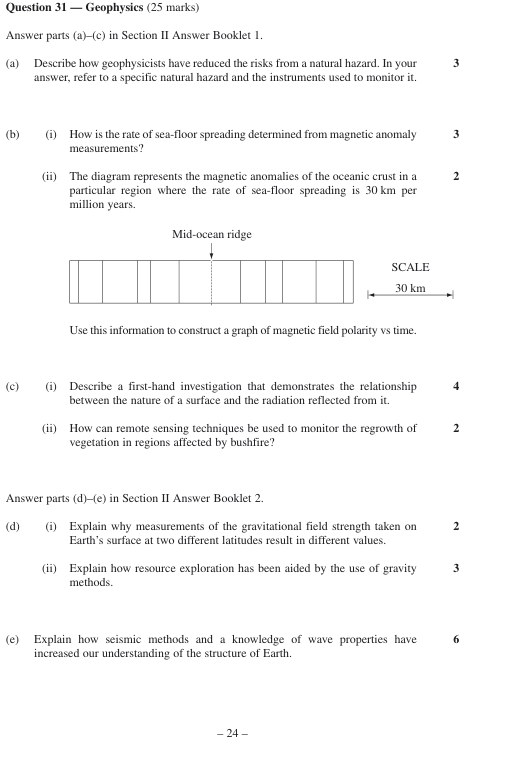 Question 31 — Geophysics (25 marks)
Answer parts (a)–(c) in Section II Answer Booklet 1.
(a) Describe how geophysicists have reduced the risks from a natural hazard. In your 3
answer, refer to a specific natural hazard and the instruments used to monitor it.
(b) (i) How is the rate of sea-floor spreading determined from magnetic anomaly 3
measurements?
(ii) The diagram represents the magnetic anomalies of the oceanic crust in a 2
particular region where the rate of sea-floor spreading is 30 km per
million years.
Mid-ocean ridge
SCALE
30 km
Use this information to construct a graph of magnetic field polarity vs time.
(c) (i) Describe a first-hand investigation that demonstrates the relationship 4
between the nature of a surface and the radiation reflected from it.
(ii) How can remote sensing techniques be used to monitor the regrowth of 2
vegetation in regions affected by bushfire?
Answer parts (d)–(e) in Section II Answer Booklet 2.
(d) (i) Explain why measurements of the gravitational field strength taken on 2
Earth's surface at two different latitudes result in different values.
(ii) Explain how resource exploration has been aided by the use of gravity 3
methods.
(e) Explain how seismic methods and a knowledge of wave properties have 6
increased our understanding of the structure of Earth.
– 24 –